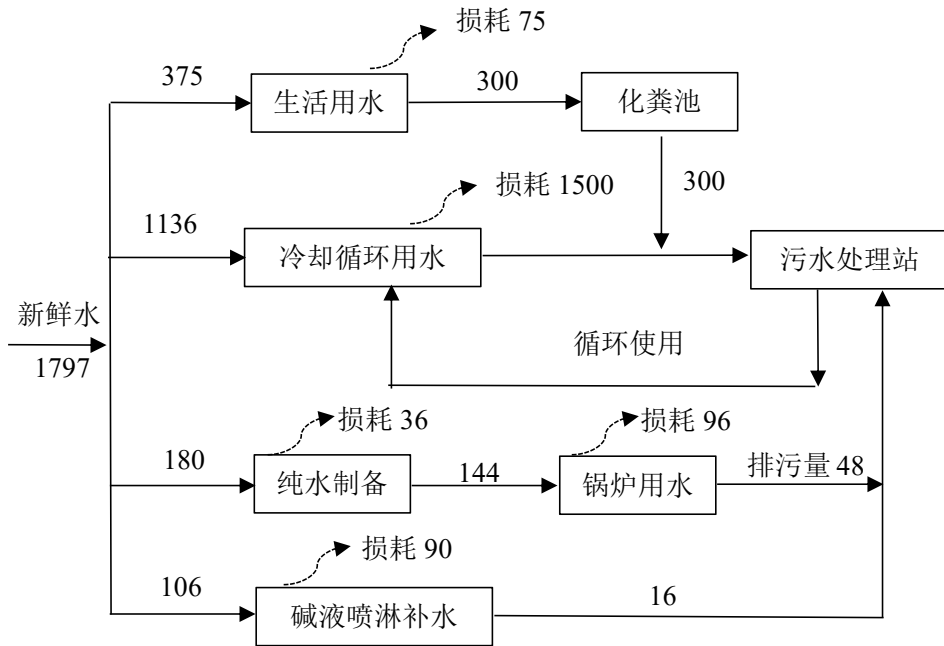 损耗 75
375
生活用水
300
化粪池
300
损耗 1500
1136
冷却循环用水
污水处理站
新鲜水
1797
循环使用
损耗 36
损耗 96
180
纯水制备
144
锅炉用水
排污量 48
损耗 90
106
碱液喷淋补水
16